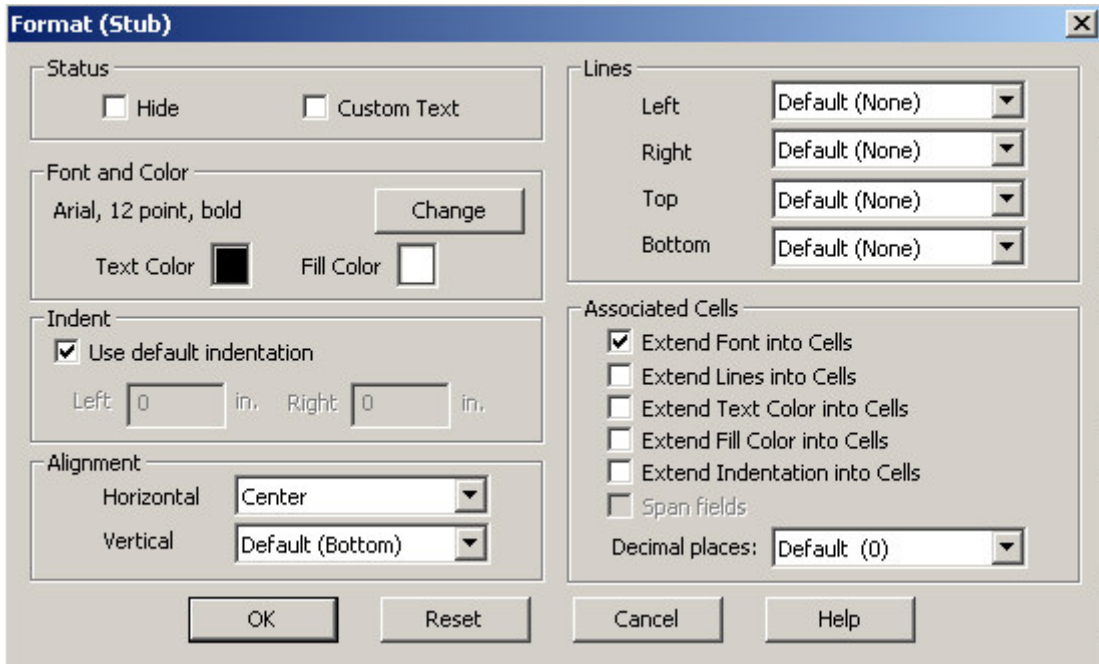 Format (Stub)
Status
Hide Custom Text
Font and Color
Arial, 12 point, bold Change
Text Color Fill Color
Indent
Use default indentation
Left 0 in. Right 0 in.
Alignment
Horizontal Center
Vertical Default (Bottom)
Lines
Left Default (None)
Right Default (None)
Top Default (None)
Bottom Default (None)
Associated Cells
Extend Font into Cells
Extend Lines into Cells
Extend Text Color into Cells
Extend Fill Color into Cells
Extend Indentation into Cells
Span fields
Decimal places: Default (0)
OK Reset Cancel Help